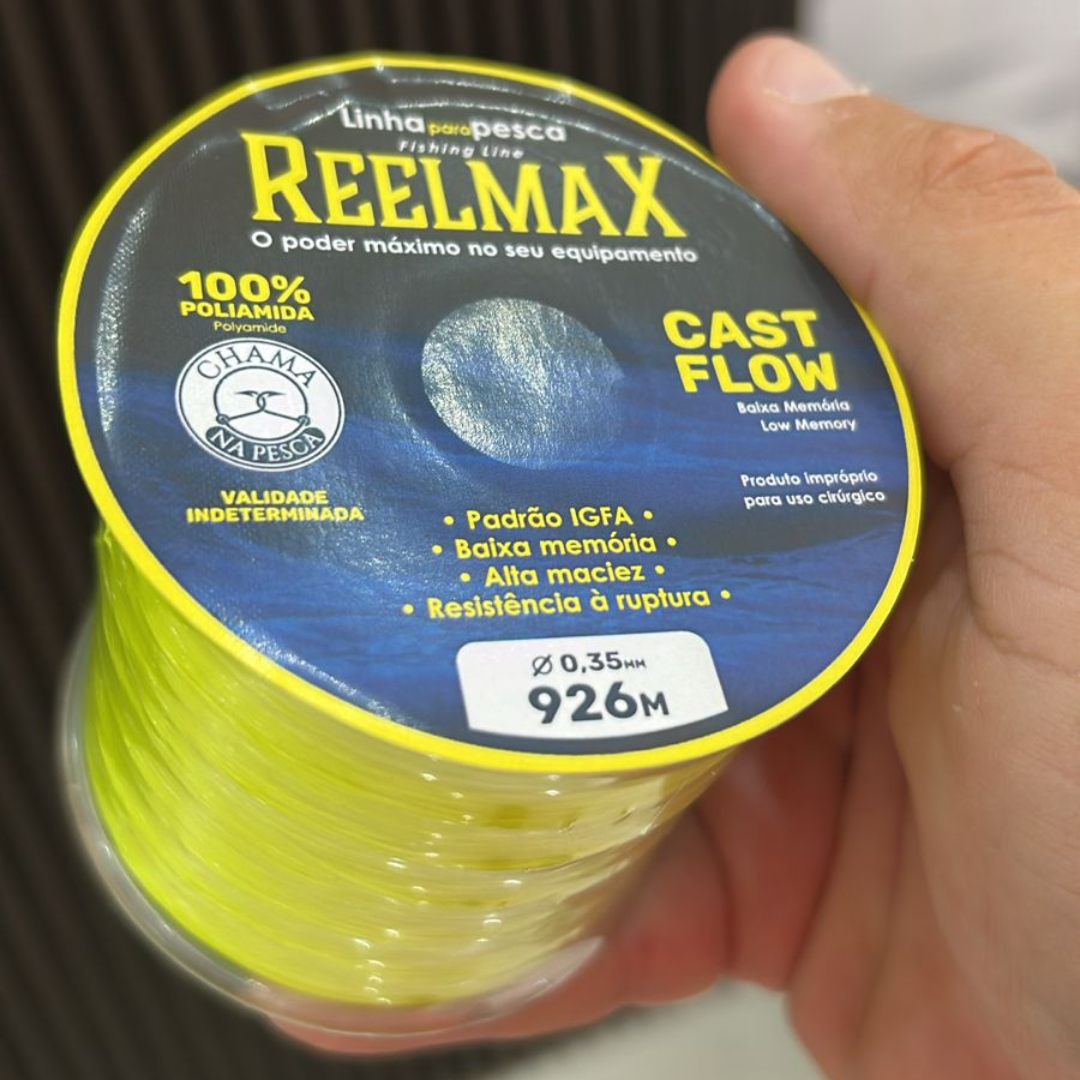 Linha para pesca
Fishing Line
REELMAX
O poder máximo no seu equipamento
100%
POLIAMIDA
Polyamide
CHAMA
NA PESCA
VALIDADE
INDETERMINADA
CAST
FLOW
Baixa Memória
Low Memory
Produto impróprio
para uso cirúrgico
• Padrão IGFA •
• Baixa memória •
• Alta maciez •
• Resistência à ruptura •
Ø 0,35MM
926M